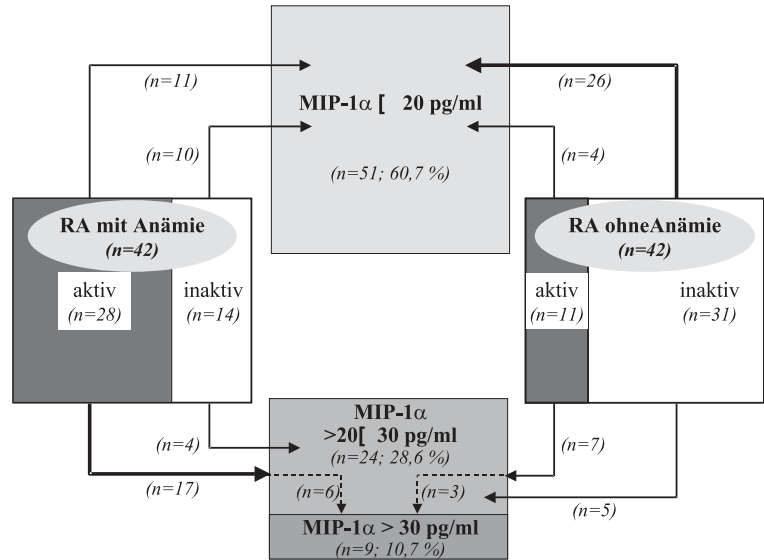 (n=11)
(n=26)
MIP-1α [ 20 pg/ml
(n=10)
(n=4)
(n=51; 60,7 %)
RA mit Anämie
(n=42)
RA ohneAnämie
(n=42)
aktiv
(n=28)
inaktiv
(n=14)
aktiv
(n=11)
inaktiv
(n=31)
MIP-1α
>20[ 30 pg/ml
(n=24; 28,6 %)
(n=4)
(n=7)
(n=17)
(n=6)
(n=3)
(n=5)
MIP-1α > 30 pg/ml
(n=9; 10,7 %)